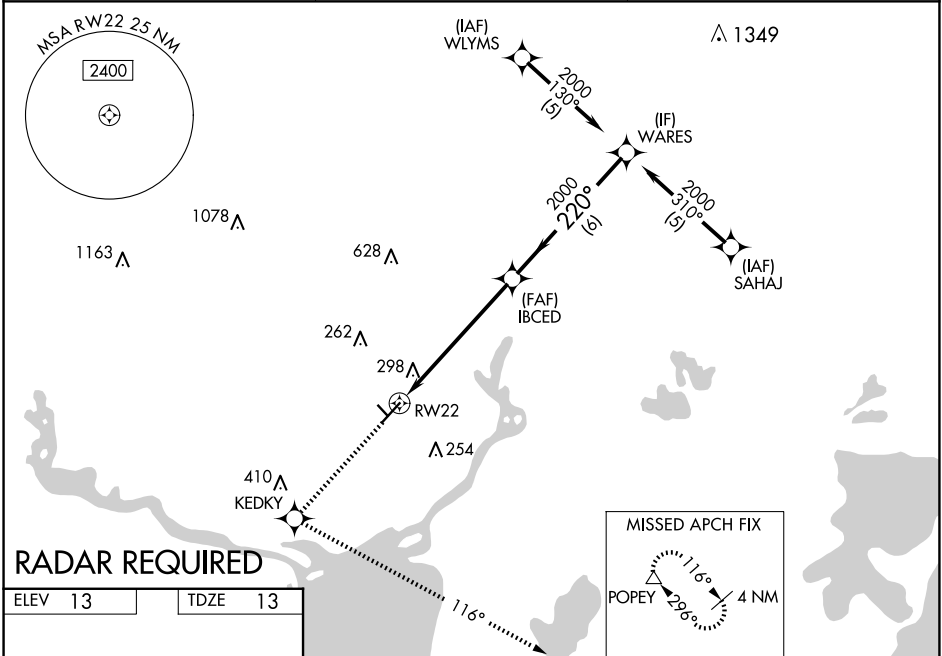 MSA RW22 25 NM
2400
(IAF)
WLYMS
1349
2000
130°
(5)
(IF)
WARES
2000
220°
(6)
2000
310°
(5)
(IAF)
SAHAJ
1078
1163
628
(FAF)
IBCED
262
298
RW22
254
410
KEDKY
RADAR REQUIRED
ELEV 13
TDZE 13
116°
MISSED APCH FIX
116°
POPEY
296°
4 NM